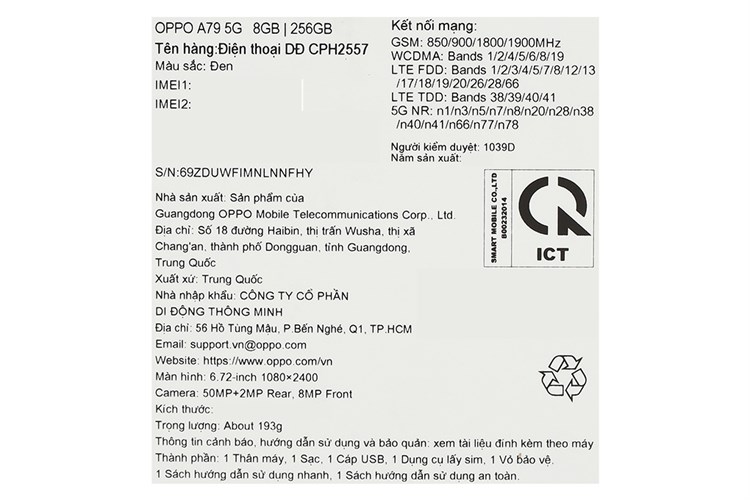 OPPO A79 5G 8GB | 256GB
Tên hàng:Điện thoại DĐ CPH2557
Màu sắc: Đen
IMEI1:
IMEI2:
S/N:69ZDUWFIMNLNNFHY
Kết nối mạng:
GSM: 850/900/1800/1900MHz
WCDMA: Bands 1/2/4/5/6/8/19
LTE FDD: Bands 1/2/3/4/5/7/8/12/13
/17/18/19/20/26/28/66
LTE TDD: Bands 38/39/40/41
5G NR: n1/n3/n5/n7/n8/n20/n28/n38
/n40/n41/n66/n77/n78
Người kiểm duyệt: 1039D
Năm sản xuất:
SMART MOBILE CO.,LTD
B00232014
ICT
Nhà sản xuất: Sản phẩm của
Guangdong OPPO Mobile Telecommunications Corp., Ltd.
Địa chỉ: Số 18 đường Haibin, thị trấn Wusha, thị xã
Chang'an, thành phố Dongguan, tỉnh Guangdong,
Trung Quốc
Xuất xứ: Trung Quốc
Nhà nhập khẩu: CÔNG TY CỔ PHẦN
DI ĐỘNG THÔNG MINH
Địa chỉ: 56 Hồ Tùng Mậu, P.Bến Nghé, Q1, TP.HCM
Email: support.vn@oppo.com
Website: https://www.oppo.com/vn
Màn hình: 6.72-inch 1080×2400
Camera: 50MP+2MP Rear, 8MP Front
Kích thước:
Trọng lượng: About 193g
Thông tin cảnh báo, hướng dẫn sử dụng và bảo quản: xem tài liệu đính kèm theo máy
Thành phần: 1 Thân máy, 1 Sạc, 1 Cáp USB, 1 Dụng cụ lấy sim, 1 Vỏ bảo vệ.
1 Sách hướng dẫn sử dụng nhanh, 1 Sách hướng dẫn sử dụng an toàn.